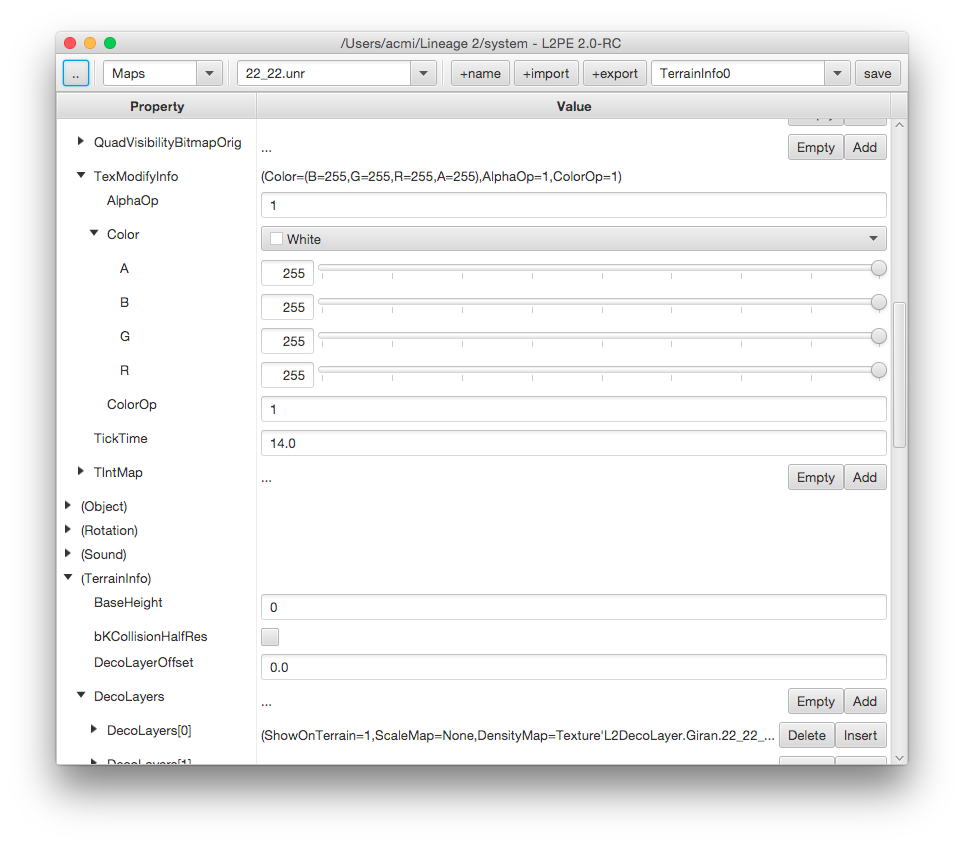 /Users/acmi/Lineage 2/system - L2PE 2.0-RC
.. Maps 22_22.unr +name +import +export TerrainInfo0 save
Property Value
QuadVisibilityBitmapOrig ... Empty Add
TexModifyInfo (Color=(B=255,G=255,R=255,A=255),AlphaOp=1,ColorOp=1)
AlphaOp 1
Color White
A 255
B 255
G 255
R 255
ColorOp 1
TickTime 14.0
TIntMap ... Empty Add
(Object)
(Rotation)
(Sound)
(TerrainInfo)
BaseHeight 0
bKCollisionHalfRes
DecoLayerOffset 0.0
DecoLayers ... Empty Add
DecoLayers[0] (ShowOnTerrain=1,ScaleMap=None,DensityMap=Texture'L2DecoLayer.Giran.22_22_... Delete Insert
DecoLayers[1]